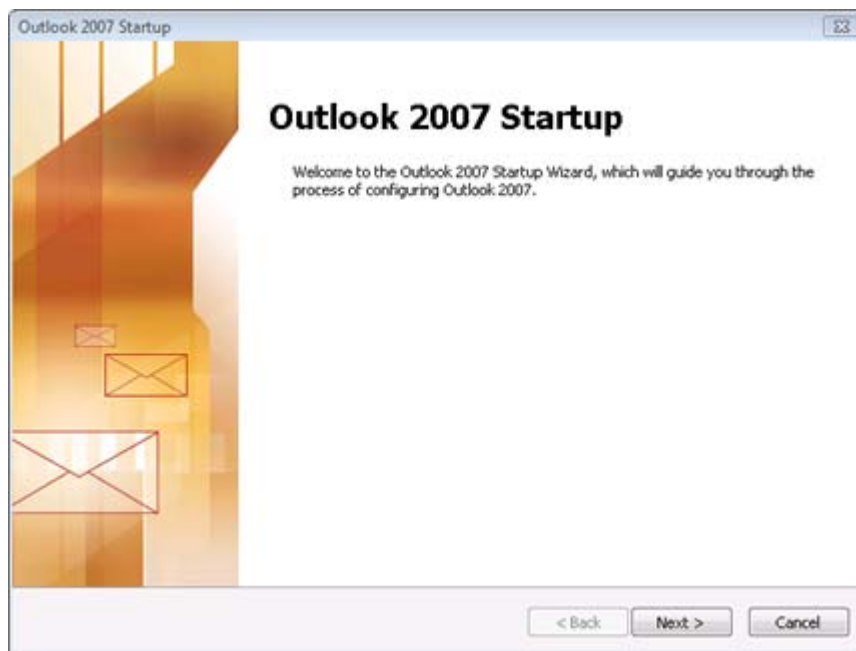 Outlook 2007 Startup
Outlook 2007 Startup
Welcome to the Outlook 2007 Startup Wizard, which will guide you through the
process of configuring Outlook 2007.
< Back Next > Cancel